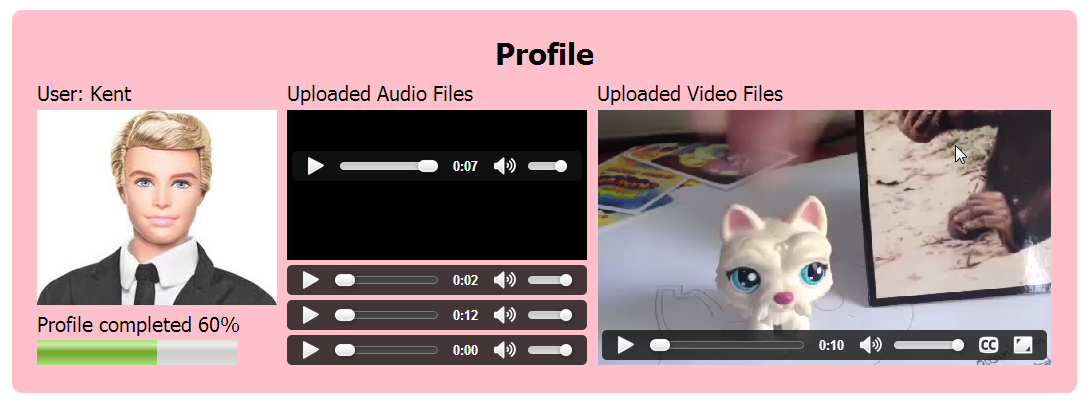 Profile
User: Kent
Uploaded Audio Files
Uploaded Video Files
0:07
0:02
0:12
0:00
Profile completed 60%
0:10
CC